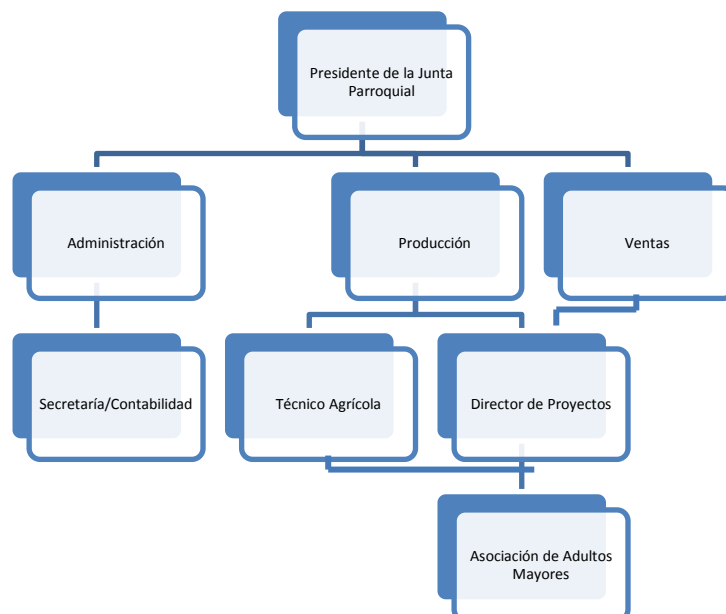 Presidente de la Junta
Parroquial
Administración
Producción
Ventas
Secretaría/Contabilidad
Técnico Agrícola
Director de Proyectos
Asociación de Adultos
Mayores